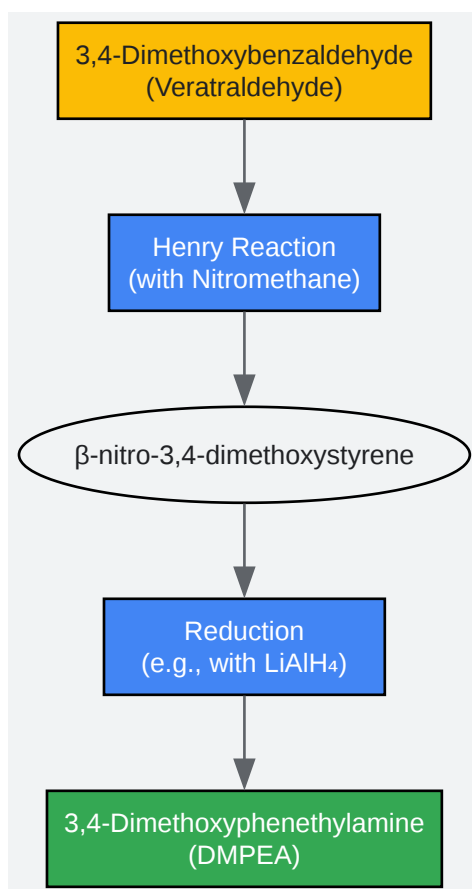 3,4-Dimethoxybenzaldehyde
(Veratraldehyde)
Henry Reaction
(with Nitromethane)
β-nitro-3,4-dimethoxystyrene
Reduction
(e.g., with LiAlH₄)
3,4-Dimethoxyphenethylamine
(DMPEA)